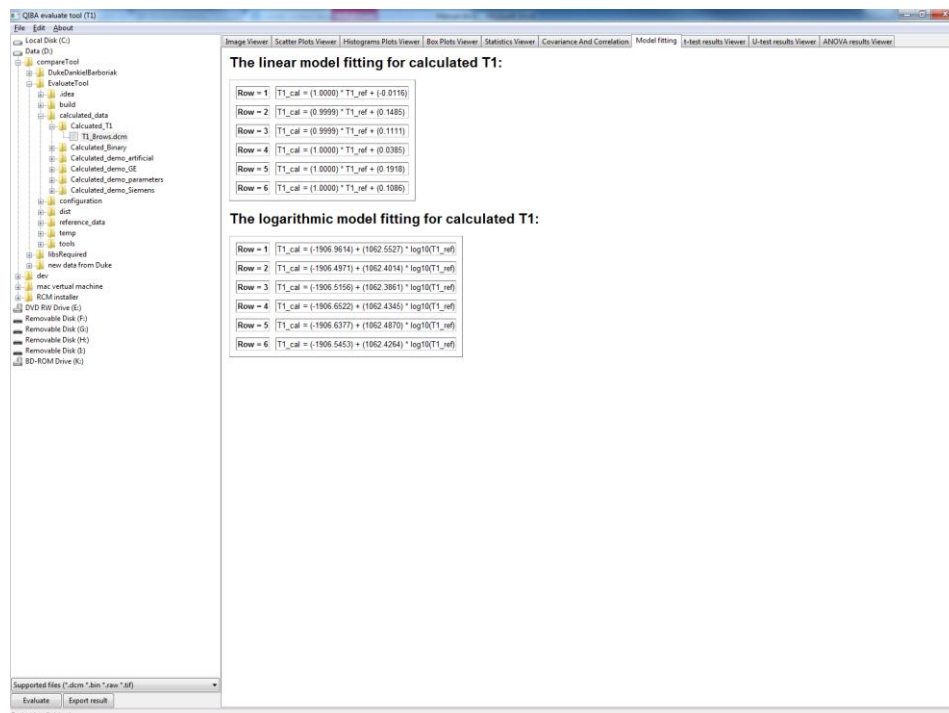 QIBA evaluate tool (T1)
File Edit About
Local Disk (C:)
Data (D:)
compareTool
DukeDankielBarboriak
EvaluateTool
.idea
build
calculated_data
Calcuated_T1
T1_Brows.dcm
Calculated_Binary
Calculated_demo_artificial
Calculated_demo_GE
Calculated_demo_parameters
Calculated_demo_Siemens
configuration
dist
reference_data
temp
tools
libsRequired
new data from Duke
dev
mac vertual machine
RCM installer
DVD RW Drive (E:)
Removable Disk (F:)
Removable Disk (G:)
Removable Disk (H:)
Removable Disk (I:)
BD-ROM Drive (K:)
Supported files (*.dcm *.bin *.raw *.tif)
Evaluate Export result
Image Viewer Scatter Plots Viewer Histograms Plots Viewer Box Plots Viewer Statistics Viewer Covariance And Correlation Model fitting t-test results Viewer U-test results Viewer ANOVA results Viewer
The linear model fitting for calculated T1:
Row = 1 T1_cal = (1.0000) * T1_ref + (-0.0116)
Row = 2 T1_cal = (0.9999) * T1_ref + (0.1485)
Row = 3 T1_cal = (0.9999) * T1_ref + (0.1111)
Row = 4 T1_cal = (1.0000) * T1_ref + (0.0385)
Row = 5 T1_cal = (1.0000) * T1_ref + (0.1918)
Row = 6 T1_cal = (1.0000) * T1_ref + (0.1086)
The logarithmic model fitting for calculated T1:
Row = 1 T1_cal = (-1906.9614) + (1062.5527) * log10(T1_ref)
Row = 2 T1_cal = (-1906.4971) + (1062.4014) * log10(T1_ref)
Row = 3 T1_cal = (-1906.5156) + (1062.3861) * log10(T1_ref)
Row = 4 T1_cal = (-1906.6522) + (1062.4345) * log10(T1_ref)
Row = 5 T1_cal = (-1906.6377) + (1062.4870) * log10(T1_ref)
Row = 6 T1_cal = (-1906.5453) + (1062.4264) * log10(T1_ref)